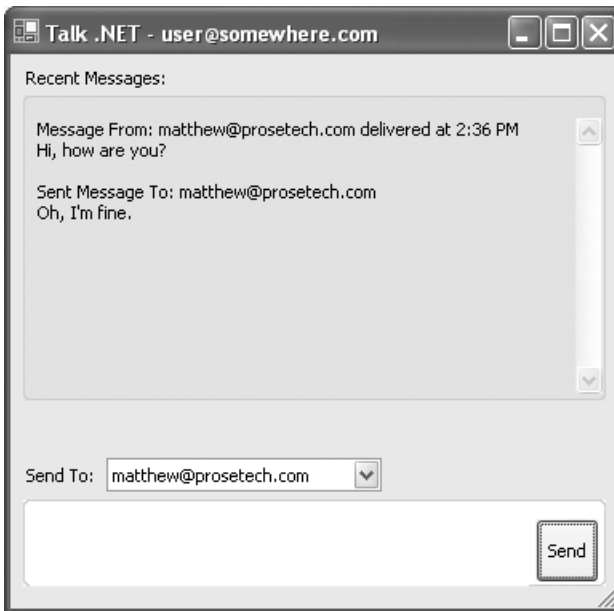 Talk .NET - user@somewhere.com
Recent Messages:
Message From: matthew@prosetech.com delivered at 2:36 PM
Hi, how are you?
Sent Message To: matthew@prosetech.com
Oh, I'm fine.
Send To: matthew@prosetech.com
Send